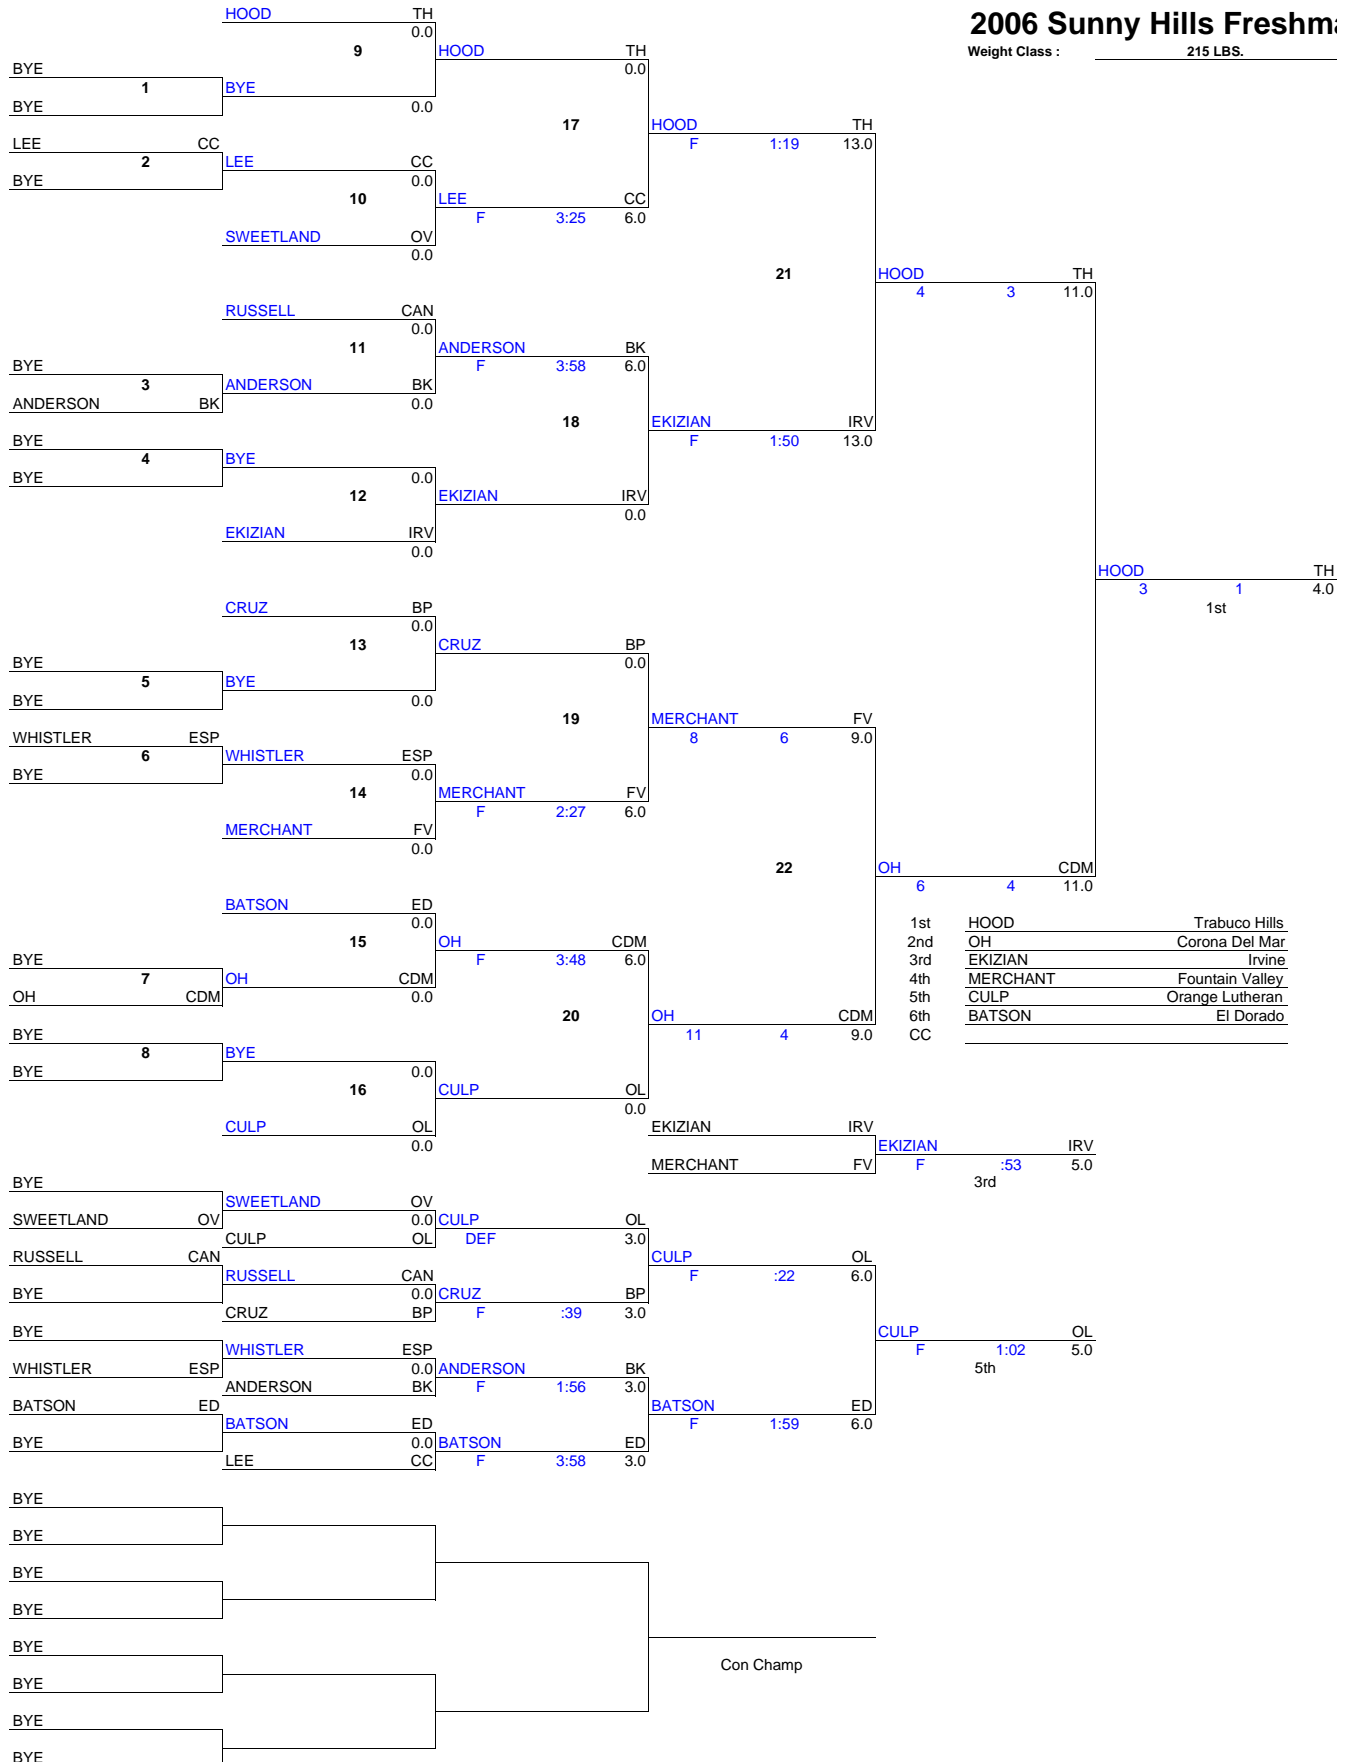 HOOD TH 2006 Sunny Hills Freshm
0.0
9 HOOD TH Weight Class : 215 LBS.
BYE 0.0
1 BYE
BYE 0.0
17 HOOD TH
LEE CC F 1:19 13.0
2 LEE CC
BYE 0.0
10 LEE CC
F 3:25 6.0
SWEETLAND OV
0.0
21 HOOD TH
4 3 11.0
RUSSELL CAN
0.0
11 ANDERSON BK
BYE F 3:58 6.0
3 ANDERSON BK
ANDERSON BK 0.0
18 EKIZIAN IRV
BYE F 1:50 13.0
4 BYE
BYE 0.0
12 EKIZIAN IRV
0.0
EKIZIAN IRV
0.0
HOOD TH
3 1 4.0
CRUZ BP 1st
0.0
13 CRUZ BP
BYE 0.0
5 BYE
BYE 0.0
19 MERCHANT FV
WHISTLER ESP 8 6 9.0
6 WHISTLER ESP
BYE 0.0
14 MERCHANT FV
F 2:27 6.0
MERCHANT FV
0.0
22 OH CDM
6 4 11.0
BATSON ED
0.0 1st HOOD Trabuco Hills
15 OH CDM 2nd OH Corona Del Mar
BYE F 3:48 6.0 3rd EKIZIAN Irvine
7 OH CDM 4th MERCHANT Fountain Valley
OH CDM 0.0 5th CULP Orange Lutheran
20 OH CDM 6th BATSON El Dorado
BYE 11 4 9.0 CC
8 BYE
BYE 0.0
16 CULP OL
0.0
CULP OL EKIZIAN IRV
0.0 EKIZIAN IRV
MERCHANT FV F :53 5.0
BYE 3rd
SWEETLAND OV
SWEETLAND OV 0.0 CULP OL
CULP OL DEF 3.0
RUSSELL CAN CULP OL
RUSSELL CAN F :22 6.0
BYE 0.0 CRUZ BP
CRUZ BP F :39 3.0
BYE CULP OL
WHISTLER ESP F 1:02 5.0
WHISTLER ESP 0.0 ANDERSON BK 5th
ANDERSON BK F 1:56 3.0
BATSON ED BATSON ED
BATSON ED F 1:59 6.0
BYE 0.0 BATSON ED
LEE CC F 3:58 3.0
BYE
BYE
BYE
BYE
BYE
Con Champ
BYE
BYE
BYE